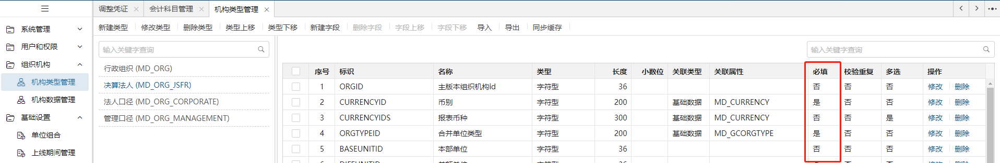 调整凭证 会计科目管理 机构类型管理
系统管理
用户和权限
组织机构
机构类型管理
机构数据管理
基础设置
单位组合
上线期间管理
新建类型 修改类型 删除类型 类型上移 类型下移 新建字段 删除字段 字段上移 字段下移 导入 导出 同步缓存
输入关键字查询
行政组织 (MD_ORG)
决算法人 (MD_ORG_JSFR)
法人口径 (MD_ORG_CORPORATE)
管理口径 (MD_ORG_MANAGEMENT)
输入关键字查询
序号 标识 名称 类型 长度 小数位 关联类型 关联属性 必填 校验重复 多选 操作
1 ORGID 主版本组织机构id 字符型 36 否 否 否 修改 删除
2 CURRENCYID 币别 字符型 200 基础数据 MD_CURRENCY 是 否 否 修改 删除
3 CURRENCYIDS 报表币种 字符型 300 基础数据 MD_CURRENCY 否 否 是 修改 删除
4 ORGTYPEID 合并单位类型 字符型 200 基础数据 MD_GCORGTYPE 是 否 否 修改 删除
5 BASEUNITID 本部单位 字符型 36 否 否 否 修改 删除